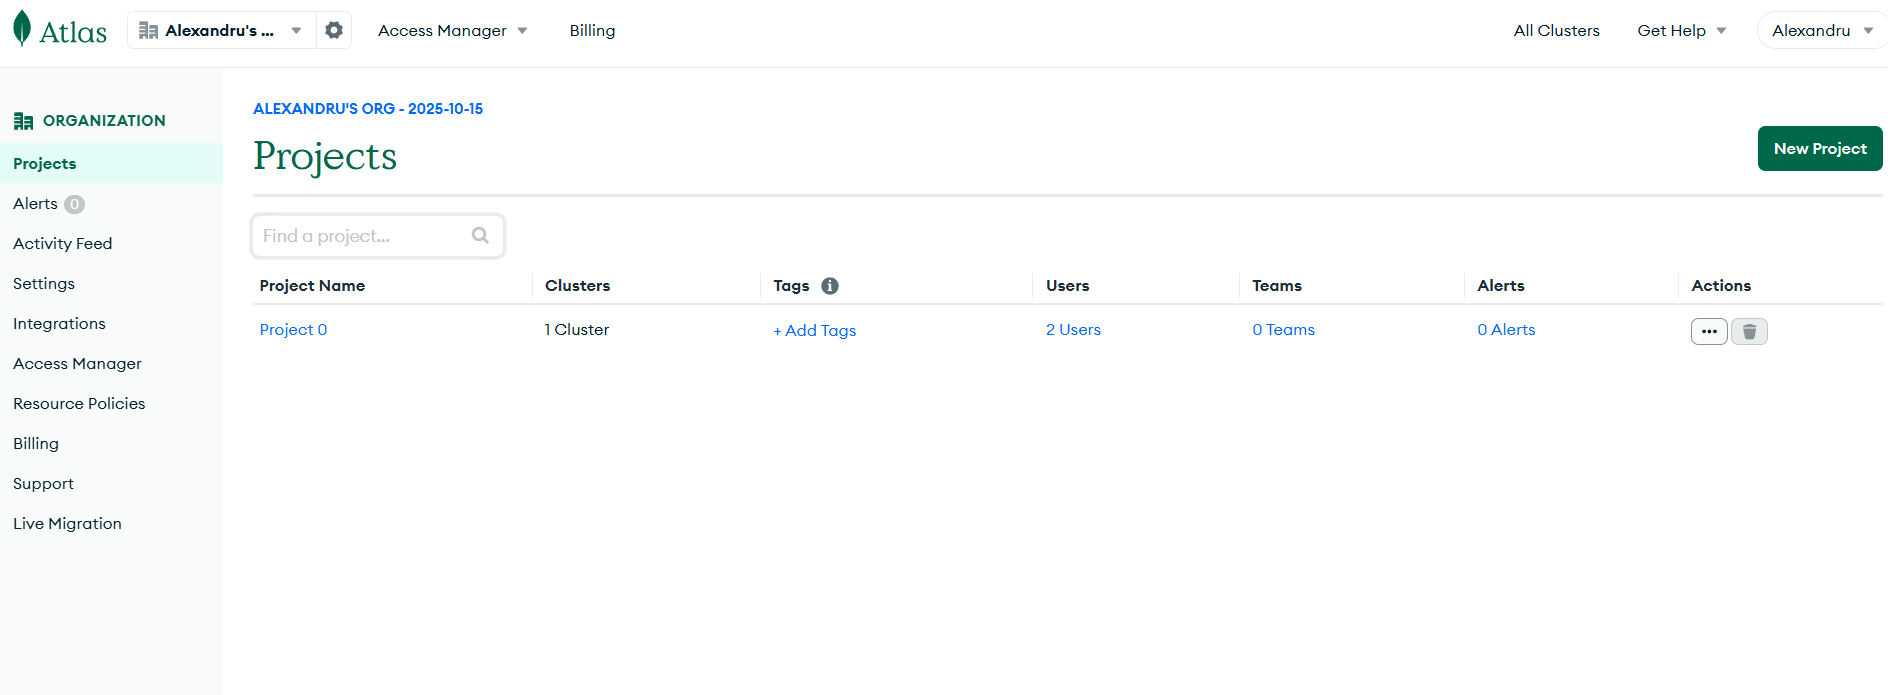 Atlas Alexandru's ... Access Manager Billing All Clusters Get Help Alexandru
ORGANIZATION
Projects
Alerts 0
Activity Feed
Settings
Integrations
Access Manager
Resource Policies
Billing
Support
Live Migration
ALEXANDRU'S ORG - 2025-10-15
Projects
New Project
Find a project...
Project Name Clusters Tags Users Teams Alerts Actions
Project 0 1 Cluster + Add Tags 2 Users 0 Teams 0 Alerts